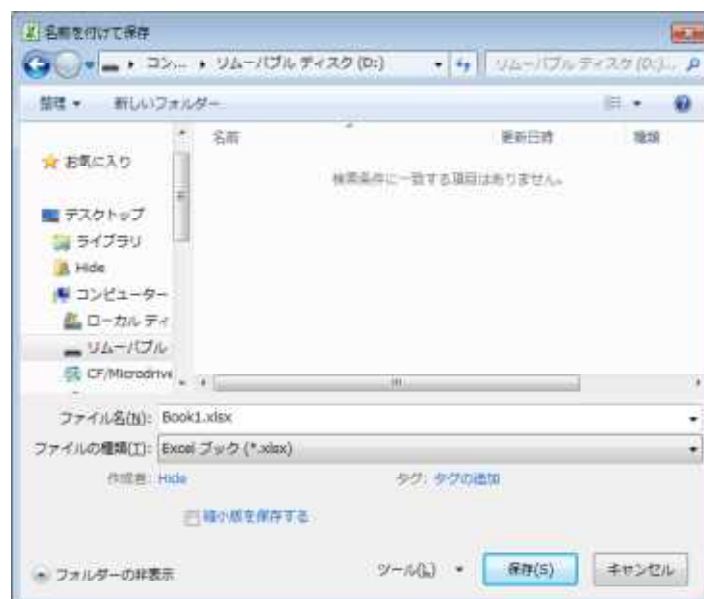 名前を付けて保存
コン... リムーバブル ディスク (D:) リムーバブル ディスク (D:)...
整理 新しいフォルダー
名前 更新日時 種類
検索条件に一致する項目はありません。
お気に入り
デスクトップ
ライブラリ
Hide
コンピューター
ローカル ディ
リムーバブル
CF/Microdrive
ファイル名(N): Book1.xlsx
ファイルの種類(T): Excel ブック (*.xlsx)
作成者: Hide タグ: タグの追加
縮小版を保存する
フォルダーの非表示 ツール(L) 保存(S) キャンセル